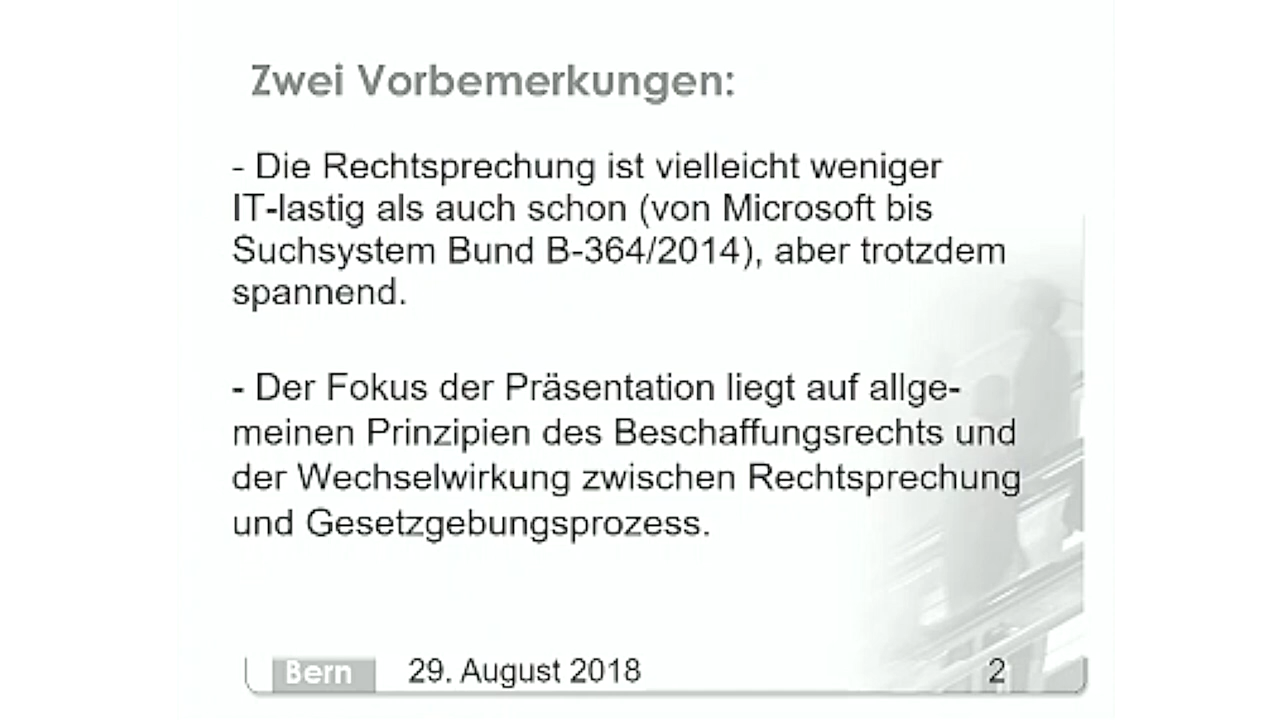 Zwei Vorbemerkungen:
- Die Rechtsprechung ist vielleicht weniger
IT-lastig als auch schon (von Microsoft bis
Suchsystem Bund B-364/2014), aber trotzdem
spannend.
- Der Fokus der Präsentation liegt auf allge-
meinen Prinzipien des Beschaffungsrechts und
der Wechselwirkung zwischen Rechtsprechung
und Gesetzgebungsprozess.
Bern 29. August 2018 2